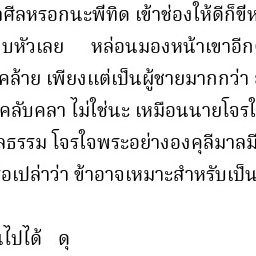 ศีลหรอกนะพีทิด เข้าช่องให้ดีก็ขี
บหัวเลย หล่อนมองหน้าเขาอีก
คล้าย เพียงแต่เป็นผู้ชายมากกว่า
คลับคลา ไม่ใช่นะ เหมือนนายโจรใ
ลธรรม โจรใจพระอย่างองคุลีมาลมี
อเปล่าว่า ข้าอาจเหมาะสำหรับเป็น
ไปได้ ดุ